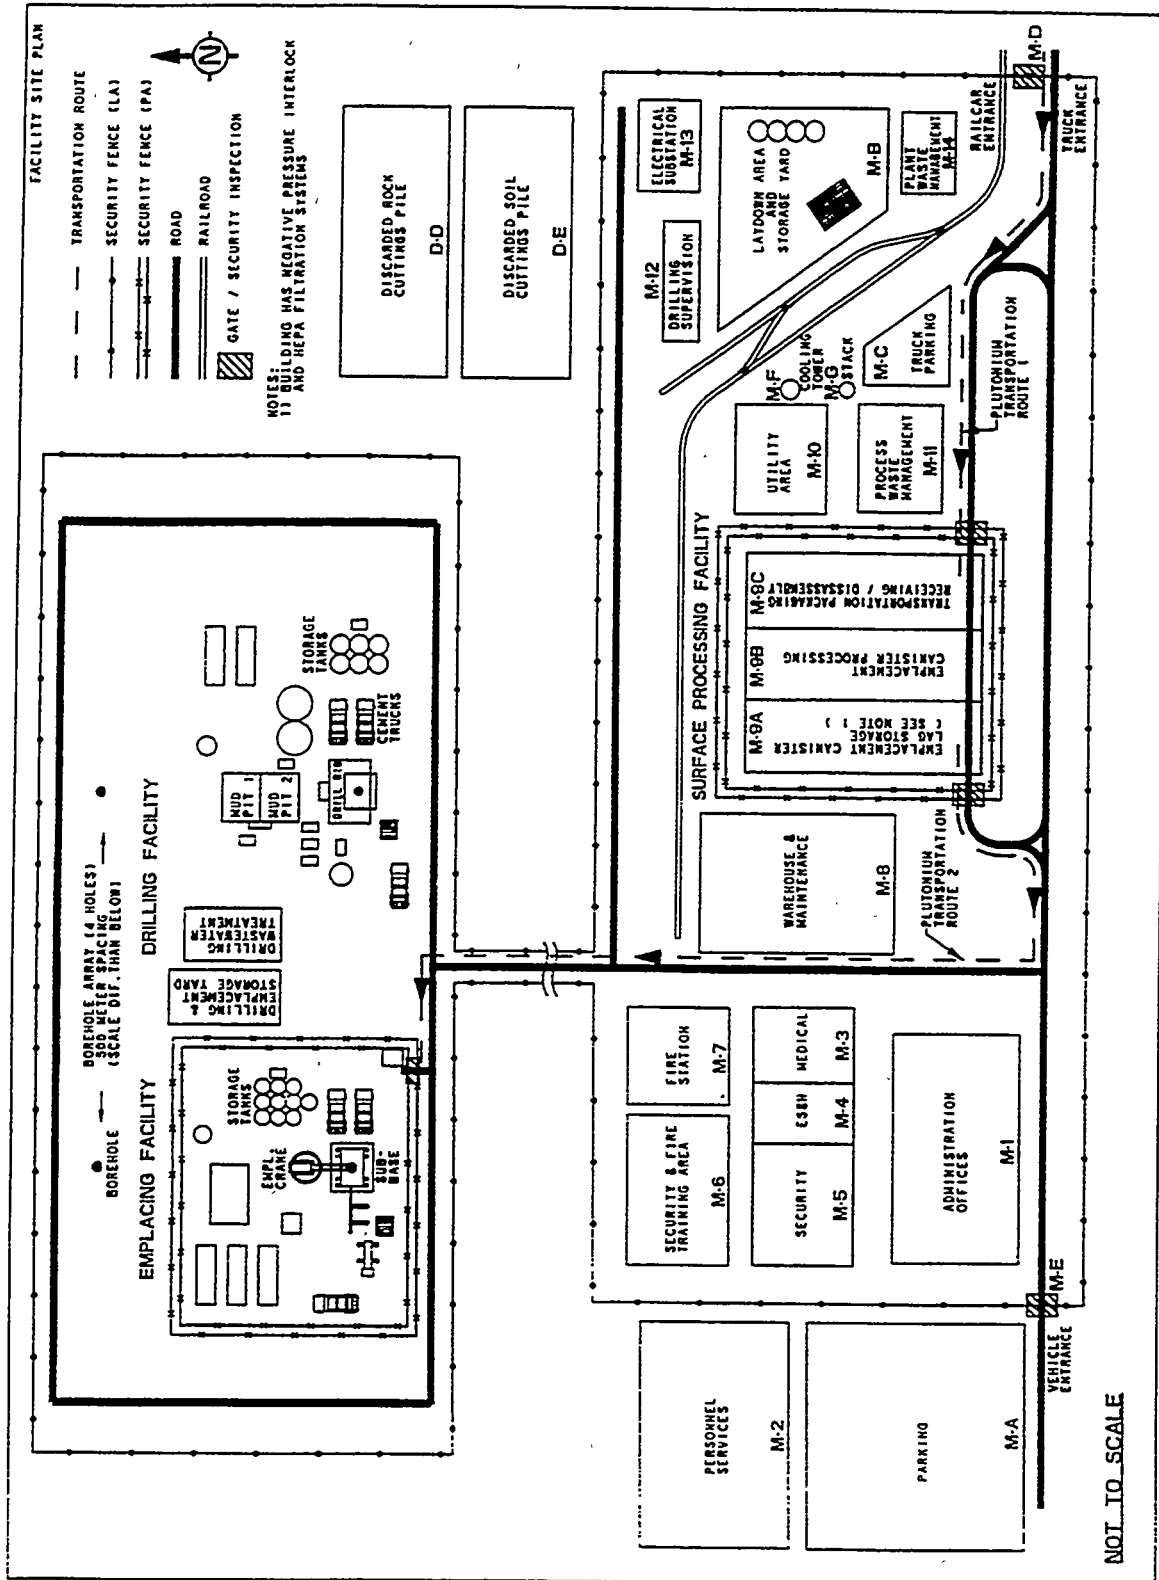 FACILITY SITE PLAN
TRANSPORTATION ROUTE
SECURITY FENCE (LA)
SECURITY FENCE (PA)
ROAD
RAILROAD
GATE / SECURITY INSPECTION
N
NOTES:
1) BUILDING HAS NEGATIVE PRESSURE INTERLOCK
AND HEPA FILTRATION SYSTEMS
BOREHOLE
BOREHOLE ARRAY (4 HOLES)
500 METER SPACING
(SCALE DIF. THAN BELOW)
EMPLACING FACILITY
DRILLING FACILITY
DRILLING &
EMPLACEMENT
STORAGE YARD
DRILLING
WASTEWATER
TREATMENT
STORAGE
TANKS
EMPL.
CRANE
SUB-
BASE
MUD
PIT 1
MUD
PIT 2
DRILL RIG
STORAGE
TANKS
CEMENT
TRUCKS
DISCARDED ROCK
CUTTINGS PILE
D-D
DISCARDED SOIL
CUTTINGS PILE
D-E
PERSONNEL
SERVICES
M-2
PARKING
M-A
SECURITY & FIRE
TRAINING AREA
M-6
FIRE
STATION
M-7
SECURITY
M-5
ES&H
M-4
MEDICAL
M-3
ADMINISTRATION
OFFICES
M-1
VEHICLE
ENTRANCE
M-E
SURFACE PROCESSING FACILITY
WAREHOUSE &
MAINTENANCE
M-8
PLUTONIUM
TRANSPORTATION
ROUTE 2
M-9A
EMPLACEMENT CANISTER
LAG STORAGE
( SEE NOTE 1 )
M-9B
EMPLACEMENT
CANISTER PROCESSING
M-9C
TRANSPORTATION PACKAGING
RECEIVING / DISSASSEMBLY
UTILITY
AREA
M-10
PROCESS
WASTE
MANAGEMENT
M-11
M-F
COOLING
TOWER
M-G
STACK
M-C
TRUCK
PARKING
M-12
DRILLING
SUPERVISION
ELECTRICAL
SUBSTATION
M-13
LAYDOWN AREA
AND
STORAGE YARD
M-B
PLANT
WASTE
MANAGEMENT
M-14
RAILCAR
ENTRANCE
M-D
TRUCK
ENTRANCE
PLUTONIUM
TRANSPORTATION
ROUTE 1
NOT TO SCALE